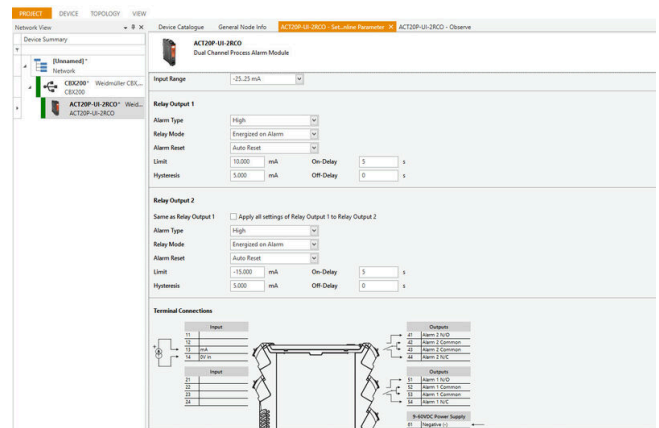 PROJECT DEVICE TOPOLOGY VIEW
Network View
Device Catalogue General Node Info ACT20P-UI-2RCO - Set...nline Parameter × ACT20P-UI-2RCO - Observe
Device Summary
[Unnamed]*
Network
CBX200* Weidmüller CBX,...
CBX200
ACT20P-UI-2RCO* Weid...
ACT20P-UI-2RCO
ACT20P-UI-2RCO
Dual Channel Process Alarm Module
Input Range -25..25 mA
Relay Output 1
Alarm Type High
Relay Mode Energized on Alarm
Alarm Reset Auto Reset
Limit 10.000 mA On-Delay 5 s
Hysteresis 5.000 mA Off-Delay 0 s
Relay Output 2
Same as Relay Output 1 Apply all settings of Relay Output 1 to Relay Output 2
Alarm Type High
Relay Mode Energized on Alarm
Alarm Reset Auto Reset
Limit -15.000 mA On-Delay 5 s
Hysteresis 5.000 mA Off-Delay 0 s
Terminal Connections
Input
11
12
13 mA
14 0V in
Input
21
22
23
24
Outputs
41 Alarm 2 N/O
42 Alarm 2 Common
43 Alarm 2 Common
44 Alarm 2 N/C
Outputs
51 Alarm 1 N/O
52 Alarm 1 Common
53 Alarm 1 Common
54 Alarm 1 N/C
9-60VDC Power Supply
81 Negative (-)